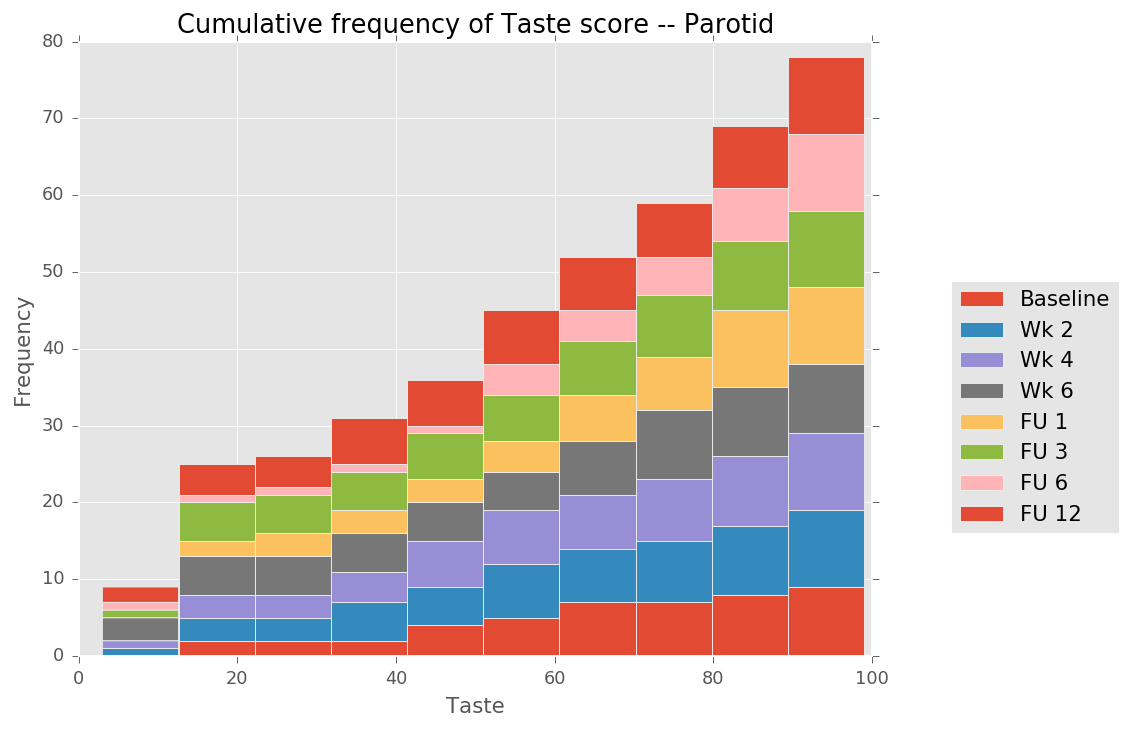 Cumulative frequency of Taste score -- Parotid
80
70
60
50
40
30
20
10
0
Frequency
0 20 40 60 80 100
Taste
Baseline
Wk 2
Wk 4
Wk 6
FU 1
FU 3
FU 6
FU 12